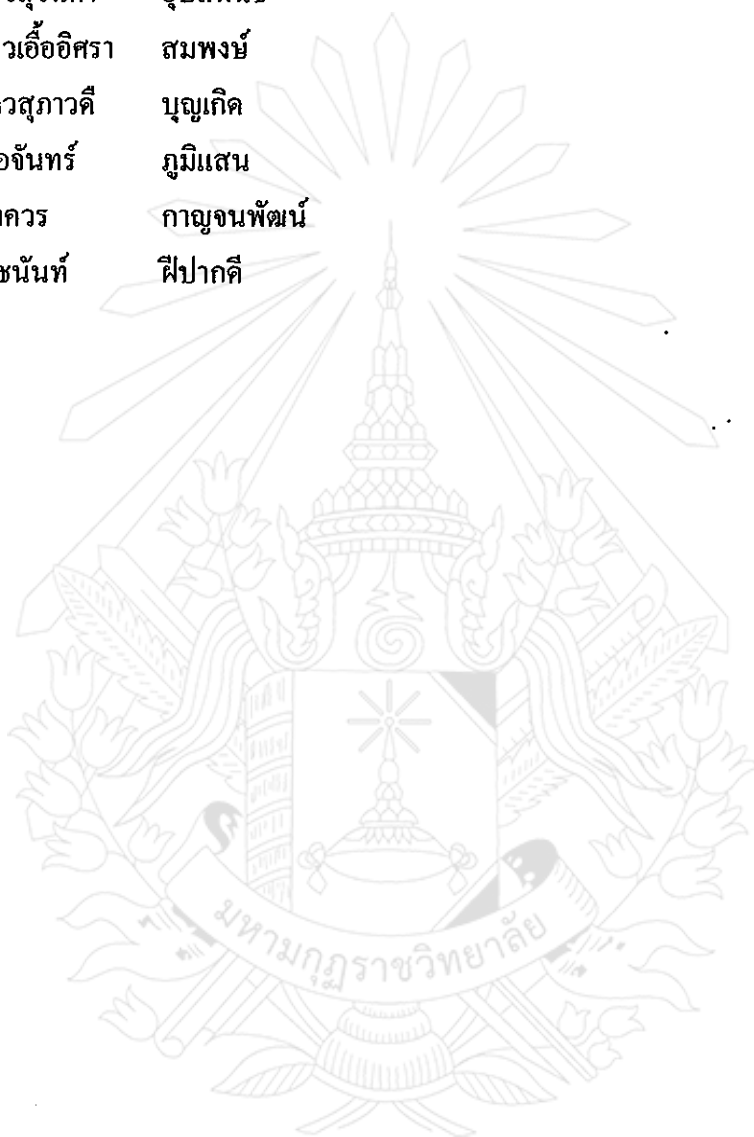 วเอื้ออิศรา สมพงษ์
วสุภาวดี บุญเกิด
อจันทร์ ภูมิแสน
ควร กาญจนพัฒน์
ชนันท์ ฝีปากดี
มหามกุฏราชวิทยาลัย